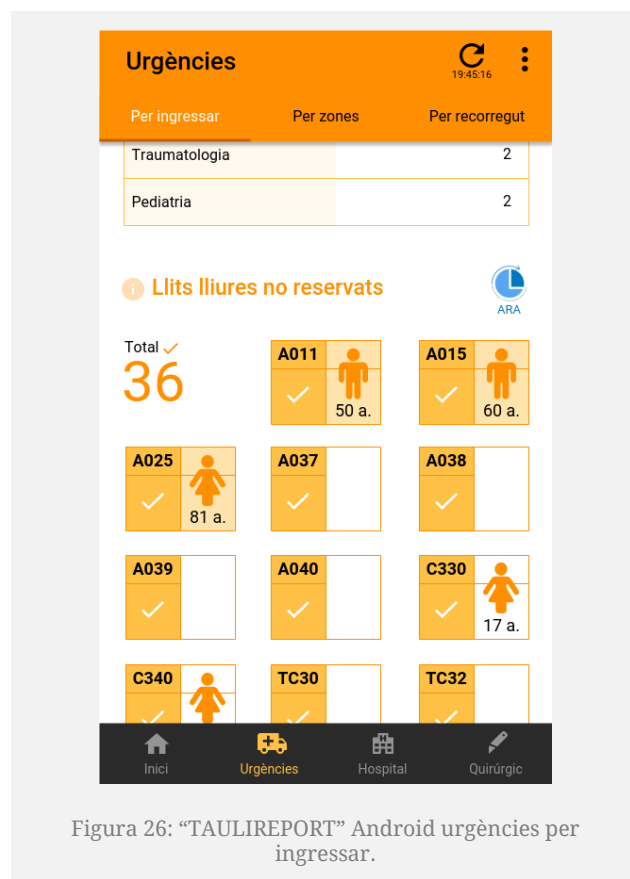 Urgències
19:45:16
Per ingressar Per zones Per recorregut
Traumatologia 2
Pediatria 2
Llits lliures no reservats
ARA
Total
36
A011 50 a.
A015 60 a.
A025 81 a.
A037
A038
A039
A040
C330 17 a.
C340
TC30
TC32
Inici Urgències Hospital Quirúrgic
Figura 26: “TAULIREPORT” Android urgències per
ingressar.